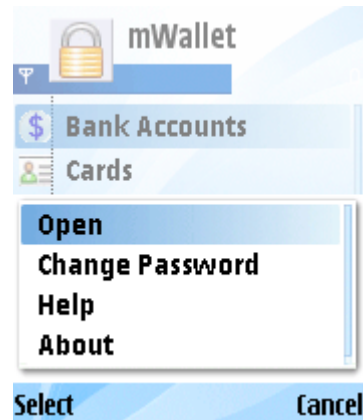 mWallet
Bank Accounts
Cards
Open
Change Password
Help
About
Select Cancel